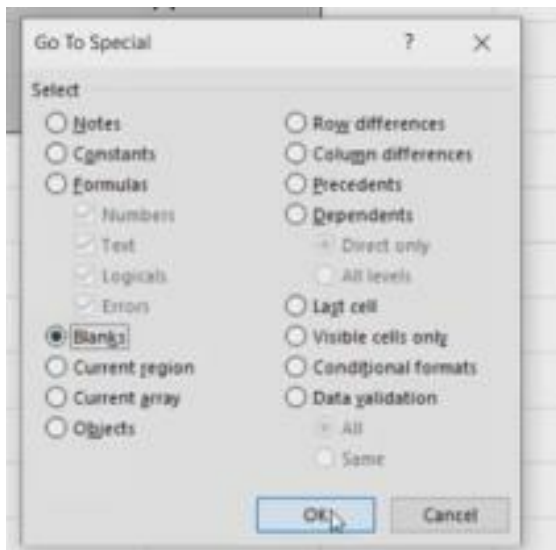 Go To Special
?
Select
Notes
Constants
Formulas
Numbers
Text
Logicals
Errors
Blanks
Current region
Current array
Objects
Row differences
Column differences
Precedents
Dependents
Direct only
All levels
Last cell
Visible cells only
Conditional formats
Data validation
All
Same
OK
Cancel